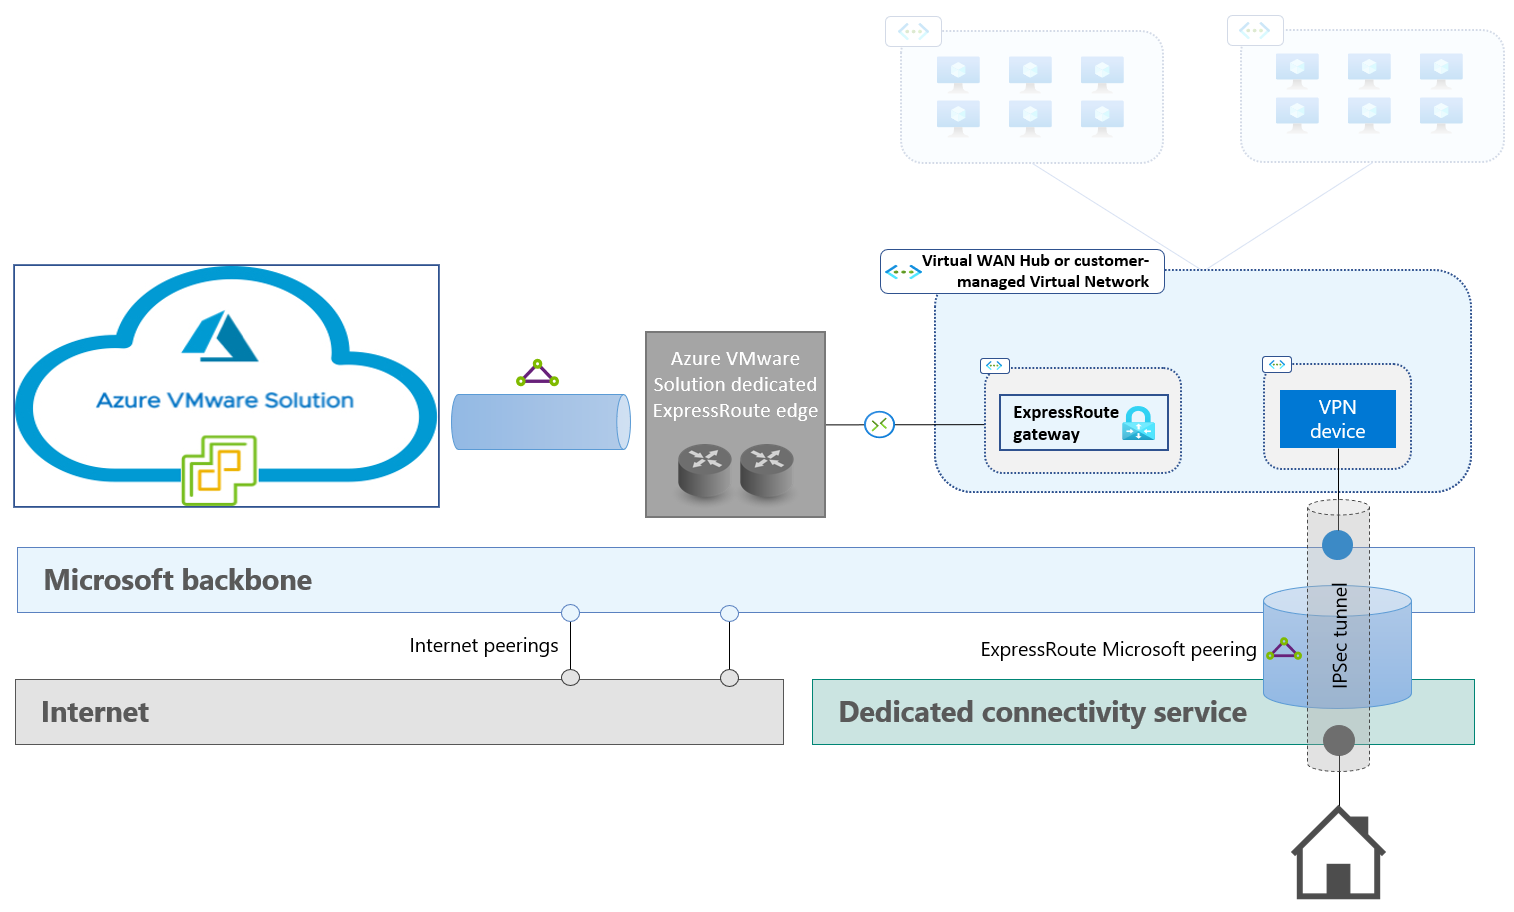 Virtual WAN Hub or customer-
managed Virtual Network
Azure VMware Solution
Azure VMware
Solution dedicated
ExpressRoute edge
ExpressRoute
gateway
VPN
device
Microsoft backbone
Internet peerings
ExpressRoute Microsoft peering
IPSec tunnel
Internet
Dedicated connectivity service